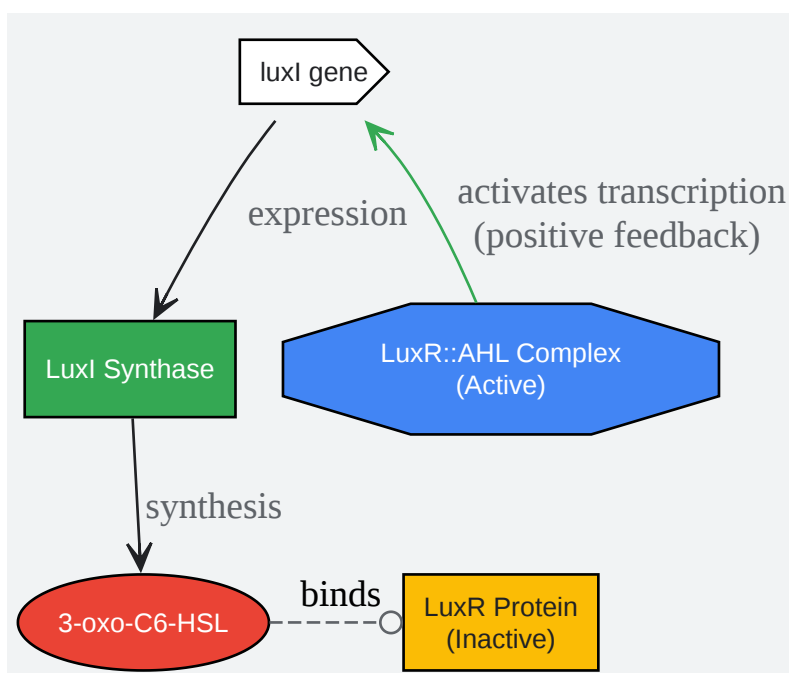 luxI gene
expression
activates transcription
(positive feedback)
LuxI Synthase
LuxR::AHL Complex
(Active)
synthesis
3-oxo-C6-HSL
binds
LuxR Protein
(Inactive)